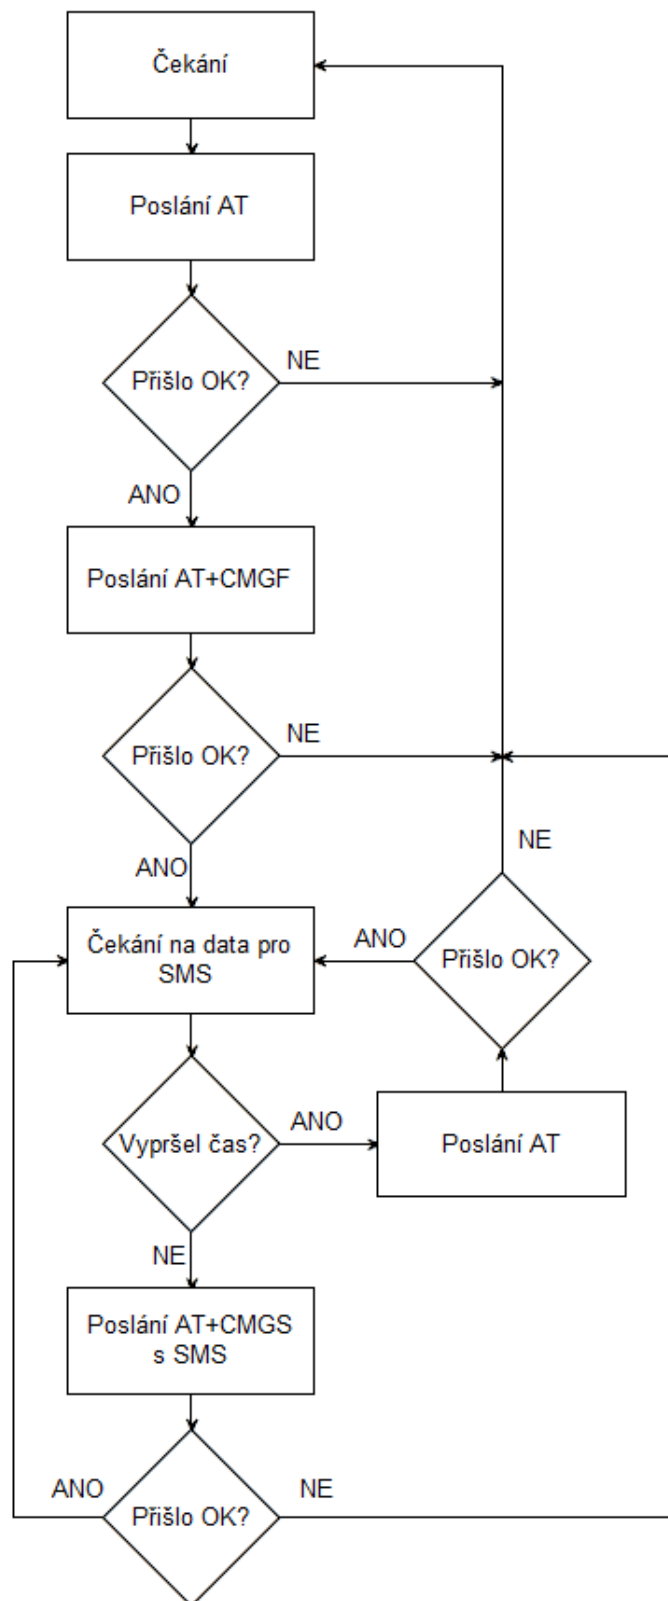 Čekání
Poslání AT
Přišlo OK?
NE
ANO
Poslání AT+CMGF
Přišlo OK?
NE
ANO
NE
Čekání na data pro
SMS
ANO
Přišlo OK?
Vypršel čas?
ANO
Poslání AT
NE
Poslání AT+CMGS
s SMS
ANO
Přišlo OK?
NE